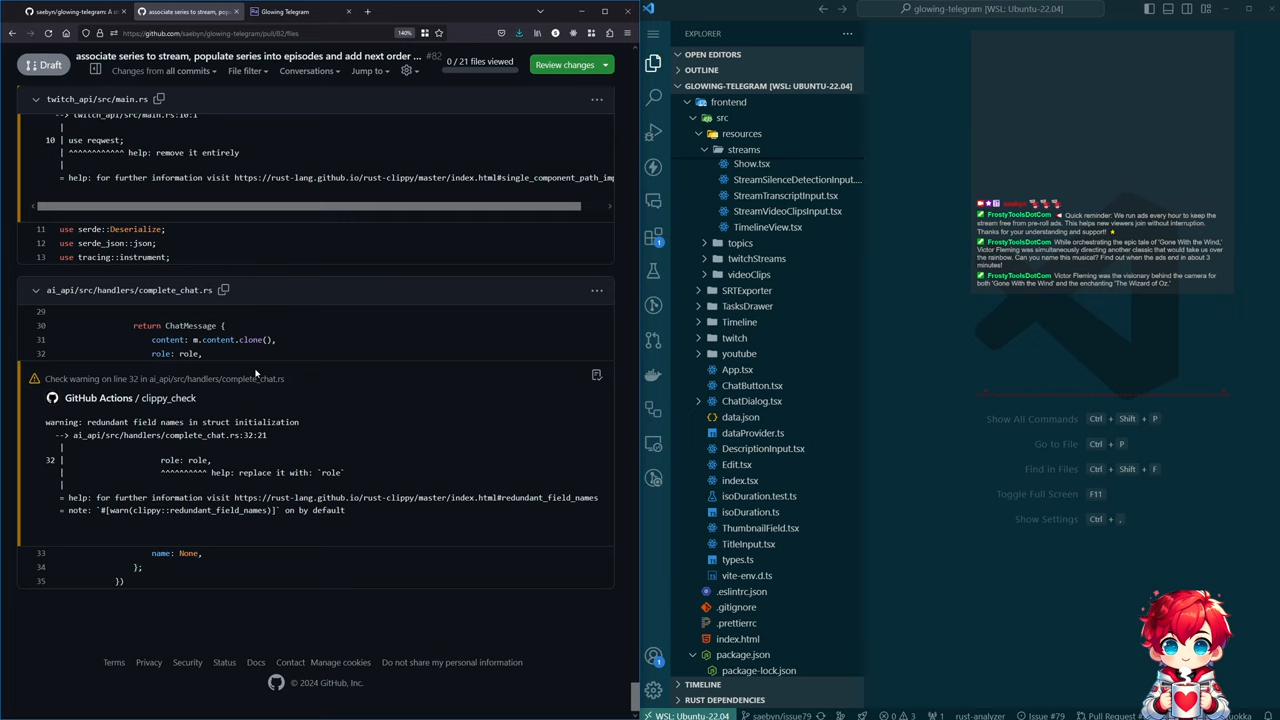 saebyn/glowing-telegram: A s
associate series to stream, popu
Glowing Telegram
https://github.com/saebyn/glowing-telegram/pull/82/files
140%
Draft
associate series to stream, populate series into episodes and add next order ... #82
Changes from all commits
File filter
Conversations
Jump to
0 / 21 files viewed
Review changes
twitch_api/src/main.rs
--> twitch_api/src/main.rs:10:1
|
10 | use reqwest;
| ^^^^^^^^^^^^ help: remove it entirely
|
= help: for further information visit https://rust-lang.github.io/rust-clippy/master/index.html#single_component_path_imp
11 use serde::Deserialize;
12 use serde_json::json;
13 use tracing::instrument;
ai_api/src/handlers/complete_chat.rs
29
30 return ChatMessage {
31 content: m.content.clone(),
32 role: role,
Check warning on line 32 in ai_api/src/handlers/complete_chat.rs
GitHub Actions / clippy_check
warning: redundant field names in struct initialization
--> ai_api/src/handlers/complete_chat.rs:32:21
|
32 | role: role,
| ^^^^^^^^^^ help: replace it with: `role`
|
= help: for further information visit https://rust-lang.github.io/rust-clippy/master/index.html#redundant_field_names
= note: `#[warn(clippy::redundant_field_names)]` on by default
33 name: None,
34 };
35 })
Terms Privacy Security Status Docs Contact Manage cookies Do not share my personal information
© 2024 GitHub, Inc.
glowing-telegram [WSL: Ubuntu-22.04]
EXPLORER
OPEN EDITORS
OUTLINE
GLOWING-TELEGRAM [WSL: UBUNTU-22.04]
frontend
src
resources
streams
Show.tsx
StreamSilenceDetectionInput....
StreamTranscriptInput.tsx
StreamVideoClipsInput.tsx
TimelineView.tsx
topics
twitchStreams
videoClips
SRTExporter
TasksDrawer
Timeline
twitch
youtube
App.tsx
ChatButton.tsx
ChatDialog.tsx
data.json
dataProvider.ts
DescriptionInput.tsx
Edit.tsx
index.tsx
isoDuration.test.ts
isoDuration.ts
ThumbnailField.tsx
TitleInput.tsx
types.ts
vite-env.d.ts
.eslintrc.json
.gitignore
.prettierrc
index.html
package.json
package-lock.json
TIMELINE
RUST DEPENDENCIES
saebyn
FrostyToolsDotCom Quick reminder: We run ads every hour to keep the
stream free from pre-roll ads. This helps new viewers join without interruption.
Thanks for your understanding and support!
FrostyToolsDotCom While orchestrating the epic tale of 'Gone With the Wind,'
Victor Fleming was simultaneously directing another classic that would take us over
the rainbow. Can you name this musical? Find out when the ads end in about 3
minutes!
FrostyToolsDotCom Victor Fleming was the visionary behind the camera for
both 'Gone With the Wind' and the enchanting 'The Wizard of Oz.'
Show All Commands Ctrl + Shift + P
Go to File Ctrl + P
Find in Files Ctrl + Shift + F
Toggle Full Screen F11
Show Settings Ctrl + ,
WSL: Ubuntu-22.04
saebyn/issue79
0
3
1
rust-analyzer
Issue #79